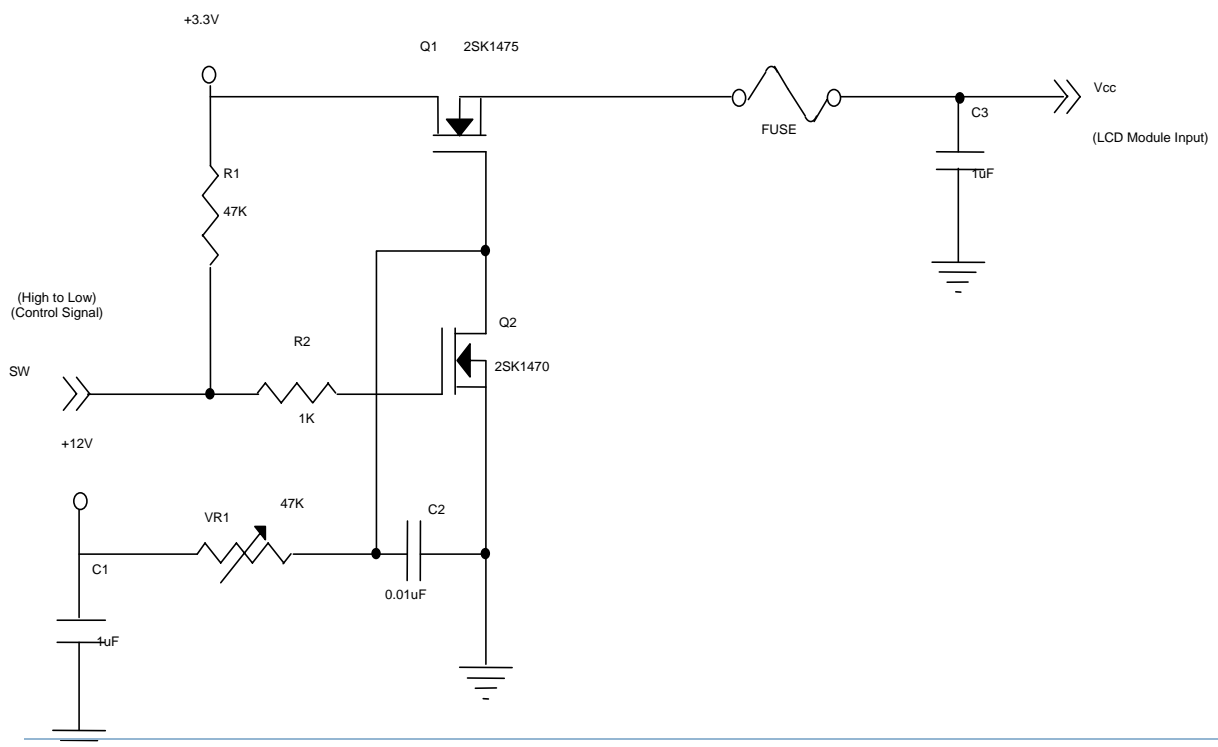 +3.3V
Q1 2SK1475
Vcc
C3
FUSE
(LCD Module Input)
R1
1uF
47K
(High to Low)
(Control Signal)
Q2
R2
2SK1470
SW
1K
+12V
47K
VR1
C2
C1
0.01uF
1uF